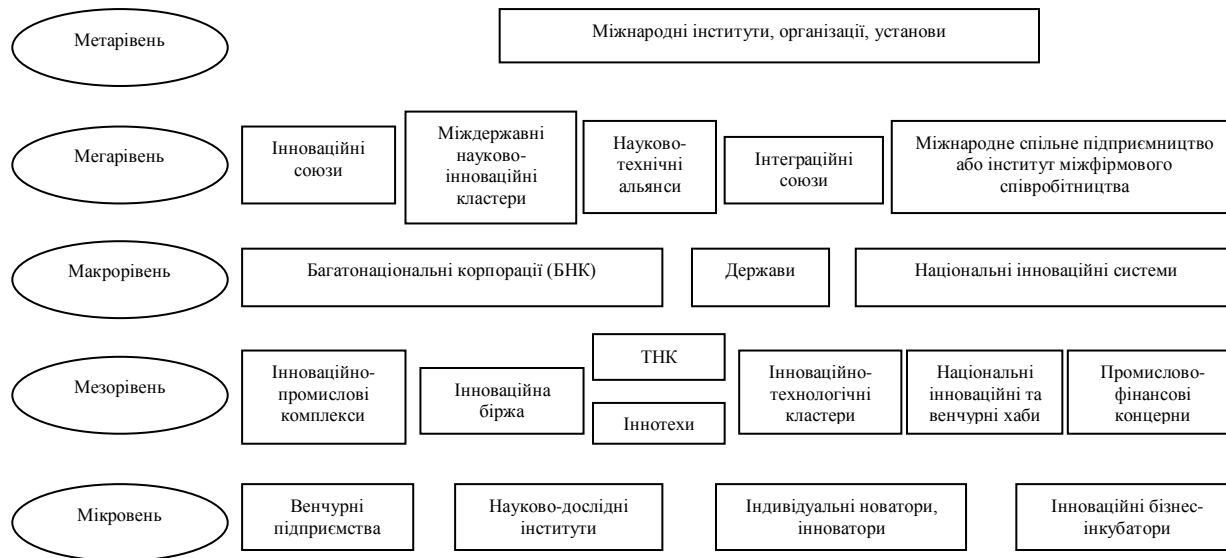 Метарівень
Міжнародні інститути, організації, установи
Мегарівень
Інноваційні
союзи
Міждержавні
науково-
інноваційні
кластери
Науково-
технічні
альянси
Інтеграційні
союзи
Міжнародне спільне підприємництво
або інститут міжфірмового
співробітництва
Макрорівень
Багатонаціональні корпорації (БНК)
Держави
Національні інноваційні системи
Мезорівень
Інноваційно-
промислові
комплекси
Інноваційна
біржа
ТНК
Іннотехи
Інноваційно-
технологічні
кластери
Національні
інноваційні та
венчурні хаби
Промислово-
фінансові
концерни
Мікровень
Венчурні
підприємства
Науково-дослідні
інститути
Індивідуальні новатори,
інноватори
Інноваційні бізнес-
інкубатори